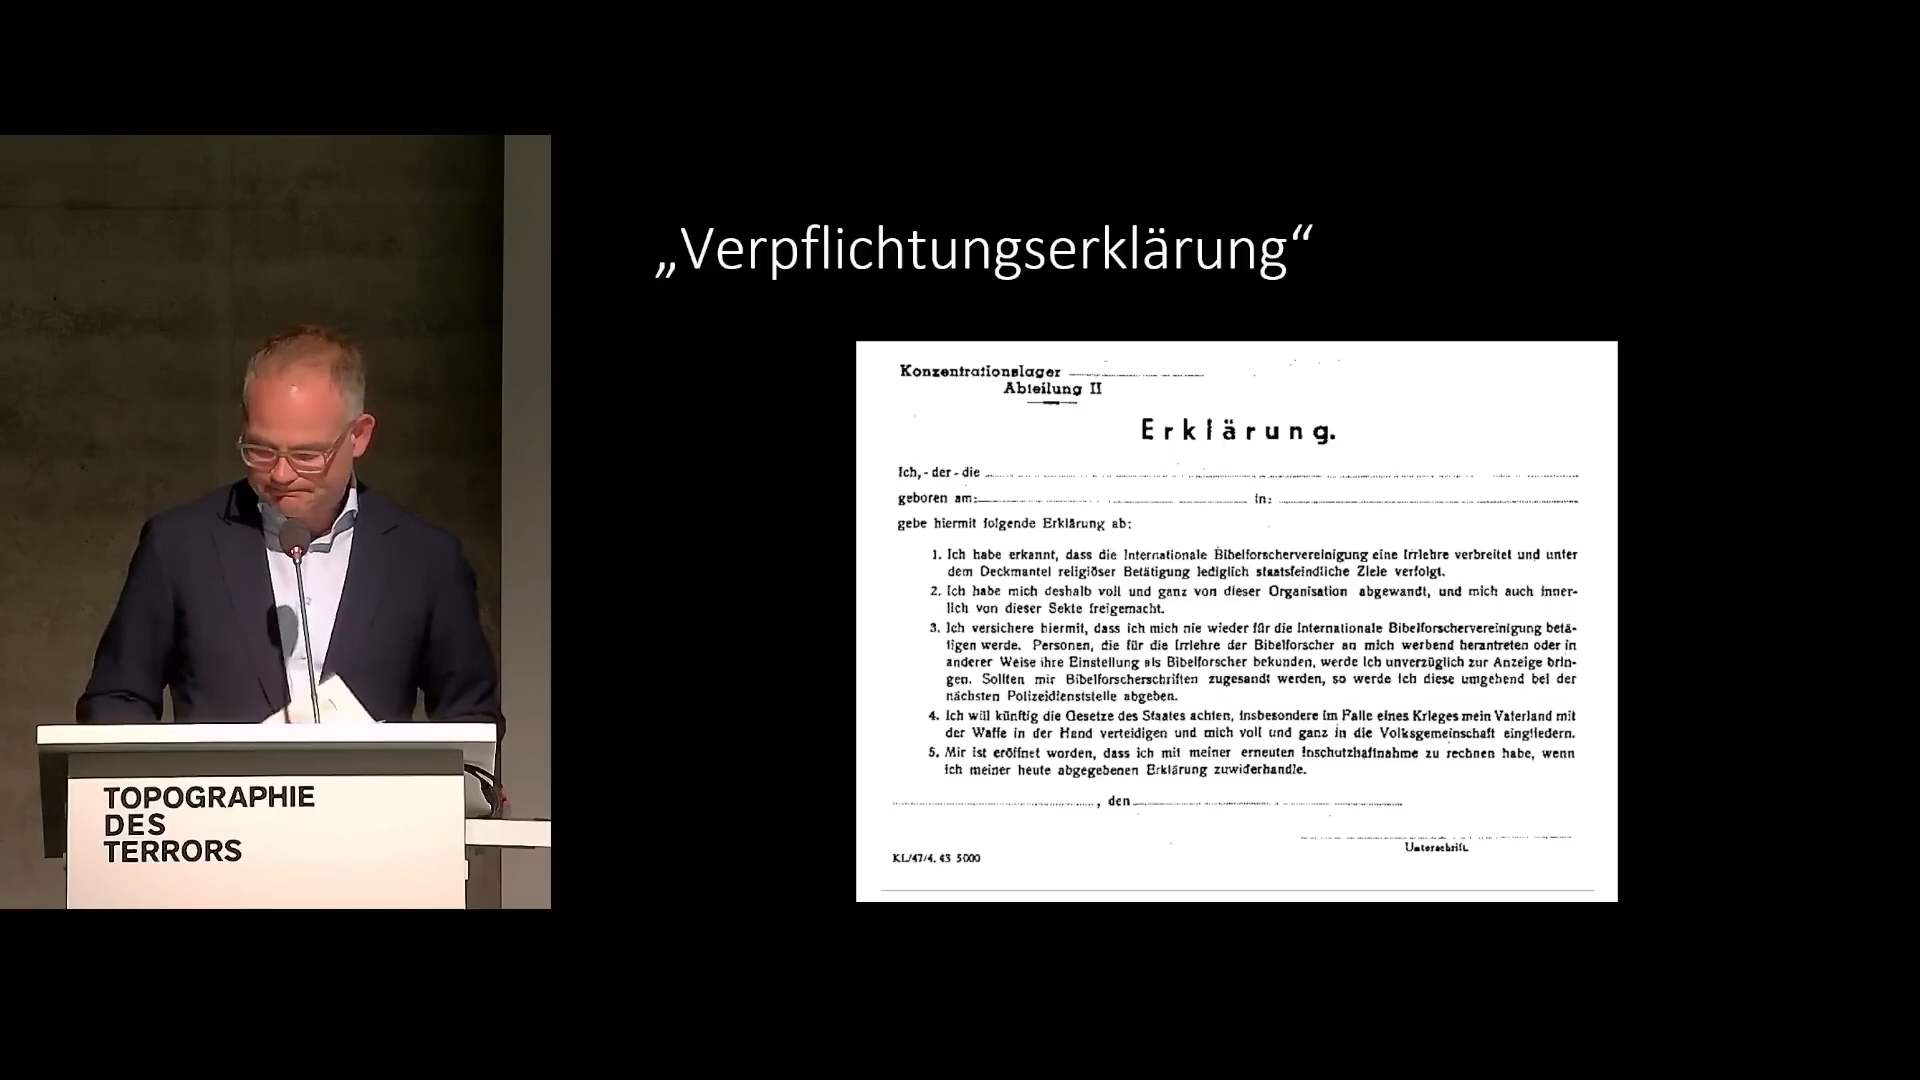 „Verpflichtungserklärung“
Konzentrationslager
Abteilung II
Erklärung.
Ich, - der - die
geboren am: in:
gebe hiermit folgende Erklärung ab:
1. Ich habe erkannt, dass die Internationale Bibelforschervereinigung eine Irrlehre verbreitet und unter
dem Deckmantel religiöser Betätigung lediglich staatsfeindliche Ziele verfolgt.
2. Ich habe mich deshalb voll und ganz von dieser Organisation abgewandt, und mich auch inner-
lich von dieser Sekte freigemacht.
3. Ich versichere hiermit, dass ich mich nie wieder für die Internationale Bibelforschervereinigung betä-
tigen werde. Personen, die für die Irrlehre der Bibelforscher an mich werbend herantreten oder in
anderer Weise ihre Einstellung als Bibelforscher bekunden, werde ich unverzüglich zur Anzeige brin-
gen. Sollten mir Bibelforscherschriften zugesandt werden, so werde ich diese umgehend bei der
nächsten Polizeidienststelle abgeben.
4. Ich will künftig die Gesetze des Staates achten, insbesondere im Falle eines Krieges mein Vaterland mit
der Waffe in der Hand verteidigen und mich voll und ganz in die Volksgemeinschaft eingliedern.
5. Mir ist eröffnet worden, dass ich mit meiner erneuten Inschutzhaftnahme zu rechnen habe, wenn
ich meiner heute abgegebenen Erklärung zuwiderhandle.
, den
Unterschrift.
KL/47/4. 43 5000
TOPOGRAPHIE
DES
TERRORS